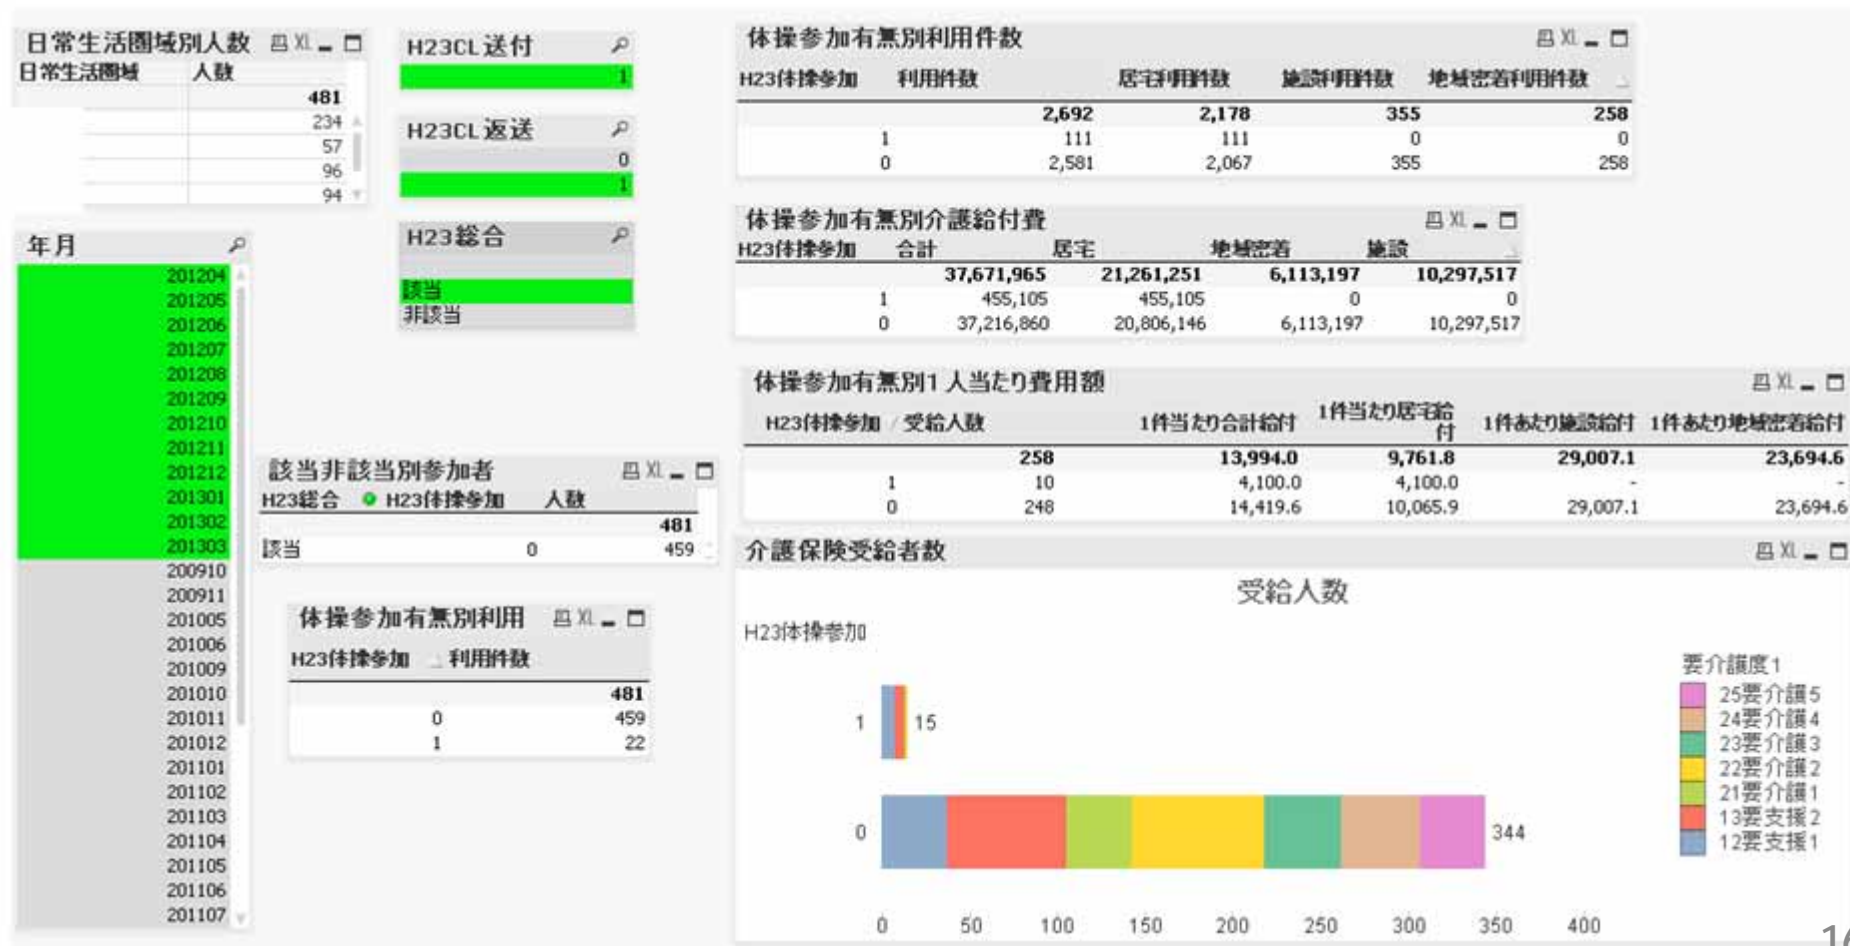 日常生活圏域別人数 XL
日常生活圏域 人数
481
234
57
96
94
年月
201204
201205
201206
201207
201208
201209
201210
201211
201212
201301
201302
201303
200910
200911
201005
201006
201009
201010
201011
201012
201101
201102
201103
201104
201105
201106
201107
H23CL送付
1
H23CL返送
0
1
H23総合
該当
非該当
該当非該当別参加者 XL
H23総合 H23体操参加 人数
481
該当 0 459
体操参加有無別利用 XL
H23体操参加 利用件数
481
0 459
1 22
体操参加有無別利用件数 XL
H23体操参加 利用件数 居宅利用件数 施設利用件数 地域密着利用件数
2,692 2,178 355 258
1 111 111 0 0
0 2,581 2,067 355 258
体操参加有無別介護給付費 XL
H23体操参加 合計 居宅 地域密着 施設
37,671,965 21,261,251 6,113,197 10,297,517
1 455,105 455,105 0 0
0 37,216,860 20,806,146 6,113,197 10,297,517
体操参加有無別1人当たり費用額 XL
H23体操参加 / 受給人数 1件当たり合計給付 1件当たり居宅給付 1件あたり施設給付 1件あたり地域密着給付
258 13,994.0 9,761.8 29,007.1 23,694.6
1 10 4,100.0 4,100.0 - -
0 248 14,419.6 10,065.9 29,007.1 23,694.6
介護保険受給者数 XL
受給人数
H23体操参加
1 15
0 344
0 50 100 150 200 250 300 350 400
要介護度1
25要介護5
24要介護4
23要介護3
22要介護2
21要介護1
13要支援2
12要支援1